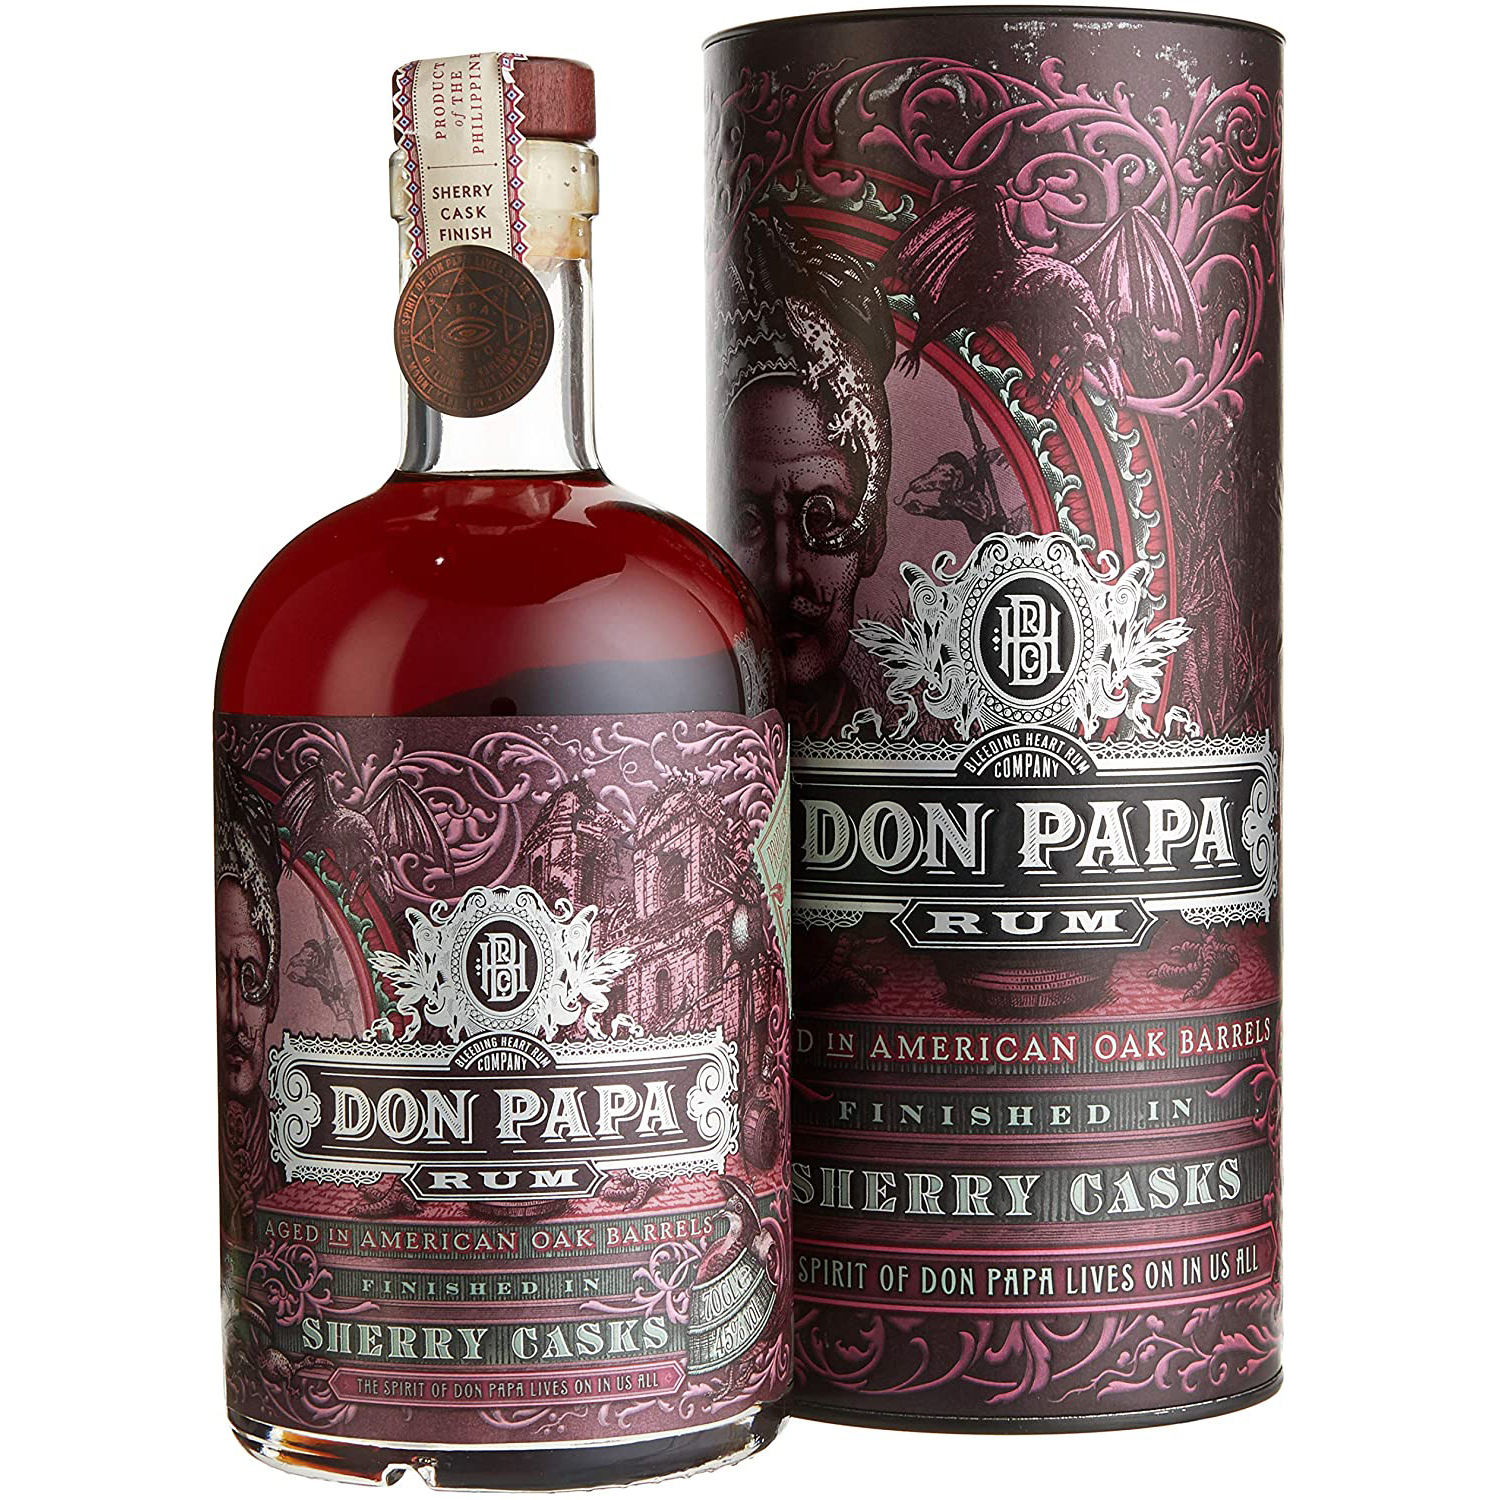 PRODUCT
of THE
PHILIPPINE
SHERRY
CASK
FINISH
BLEEDING HEART RUM
COMPANY
DON PAPA
RUM
AGED IN AMERICAN OAK BARRELS
FINISHED IN
SHERRY CASKS
THE SPIRIT OF DON PAPA LIVES ON IN US ALL
70CL
45%VOL
BLEEDING HEART RUM
COMPANY
DON PAPA
RUM
D IN AMERICAN OAK BARRELS
FINISHED IN
SHERRY CASKS
SPIRIT OF DON PAPA LIVES ON IN US ALL